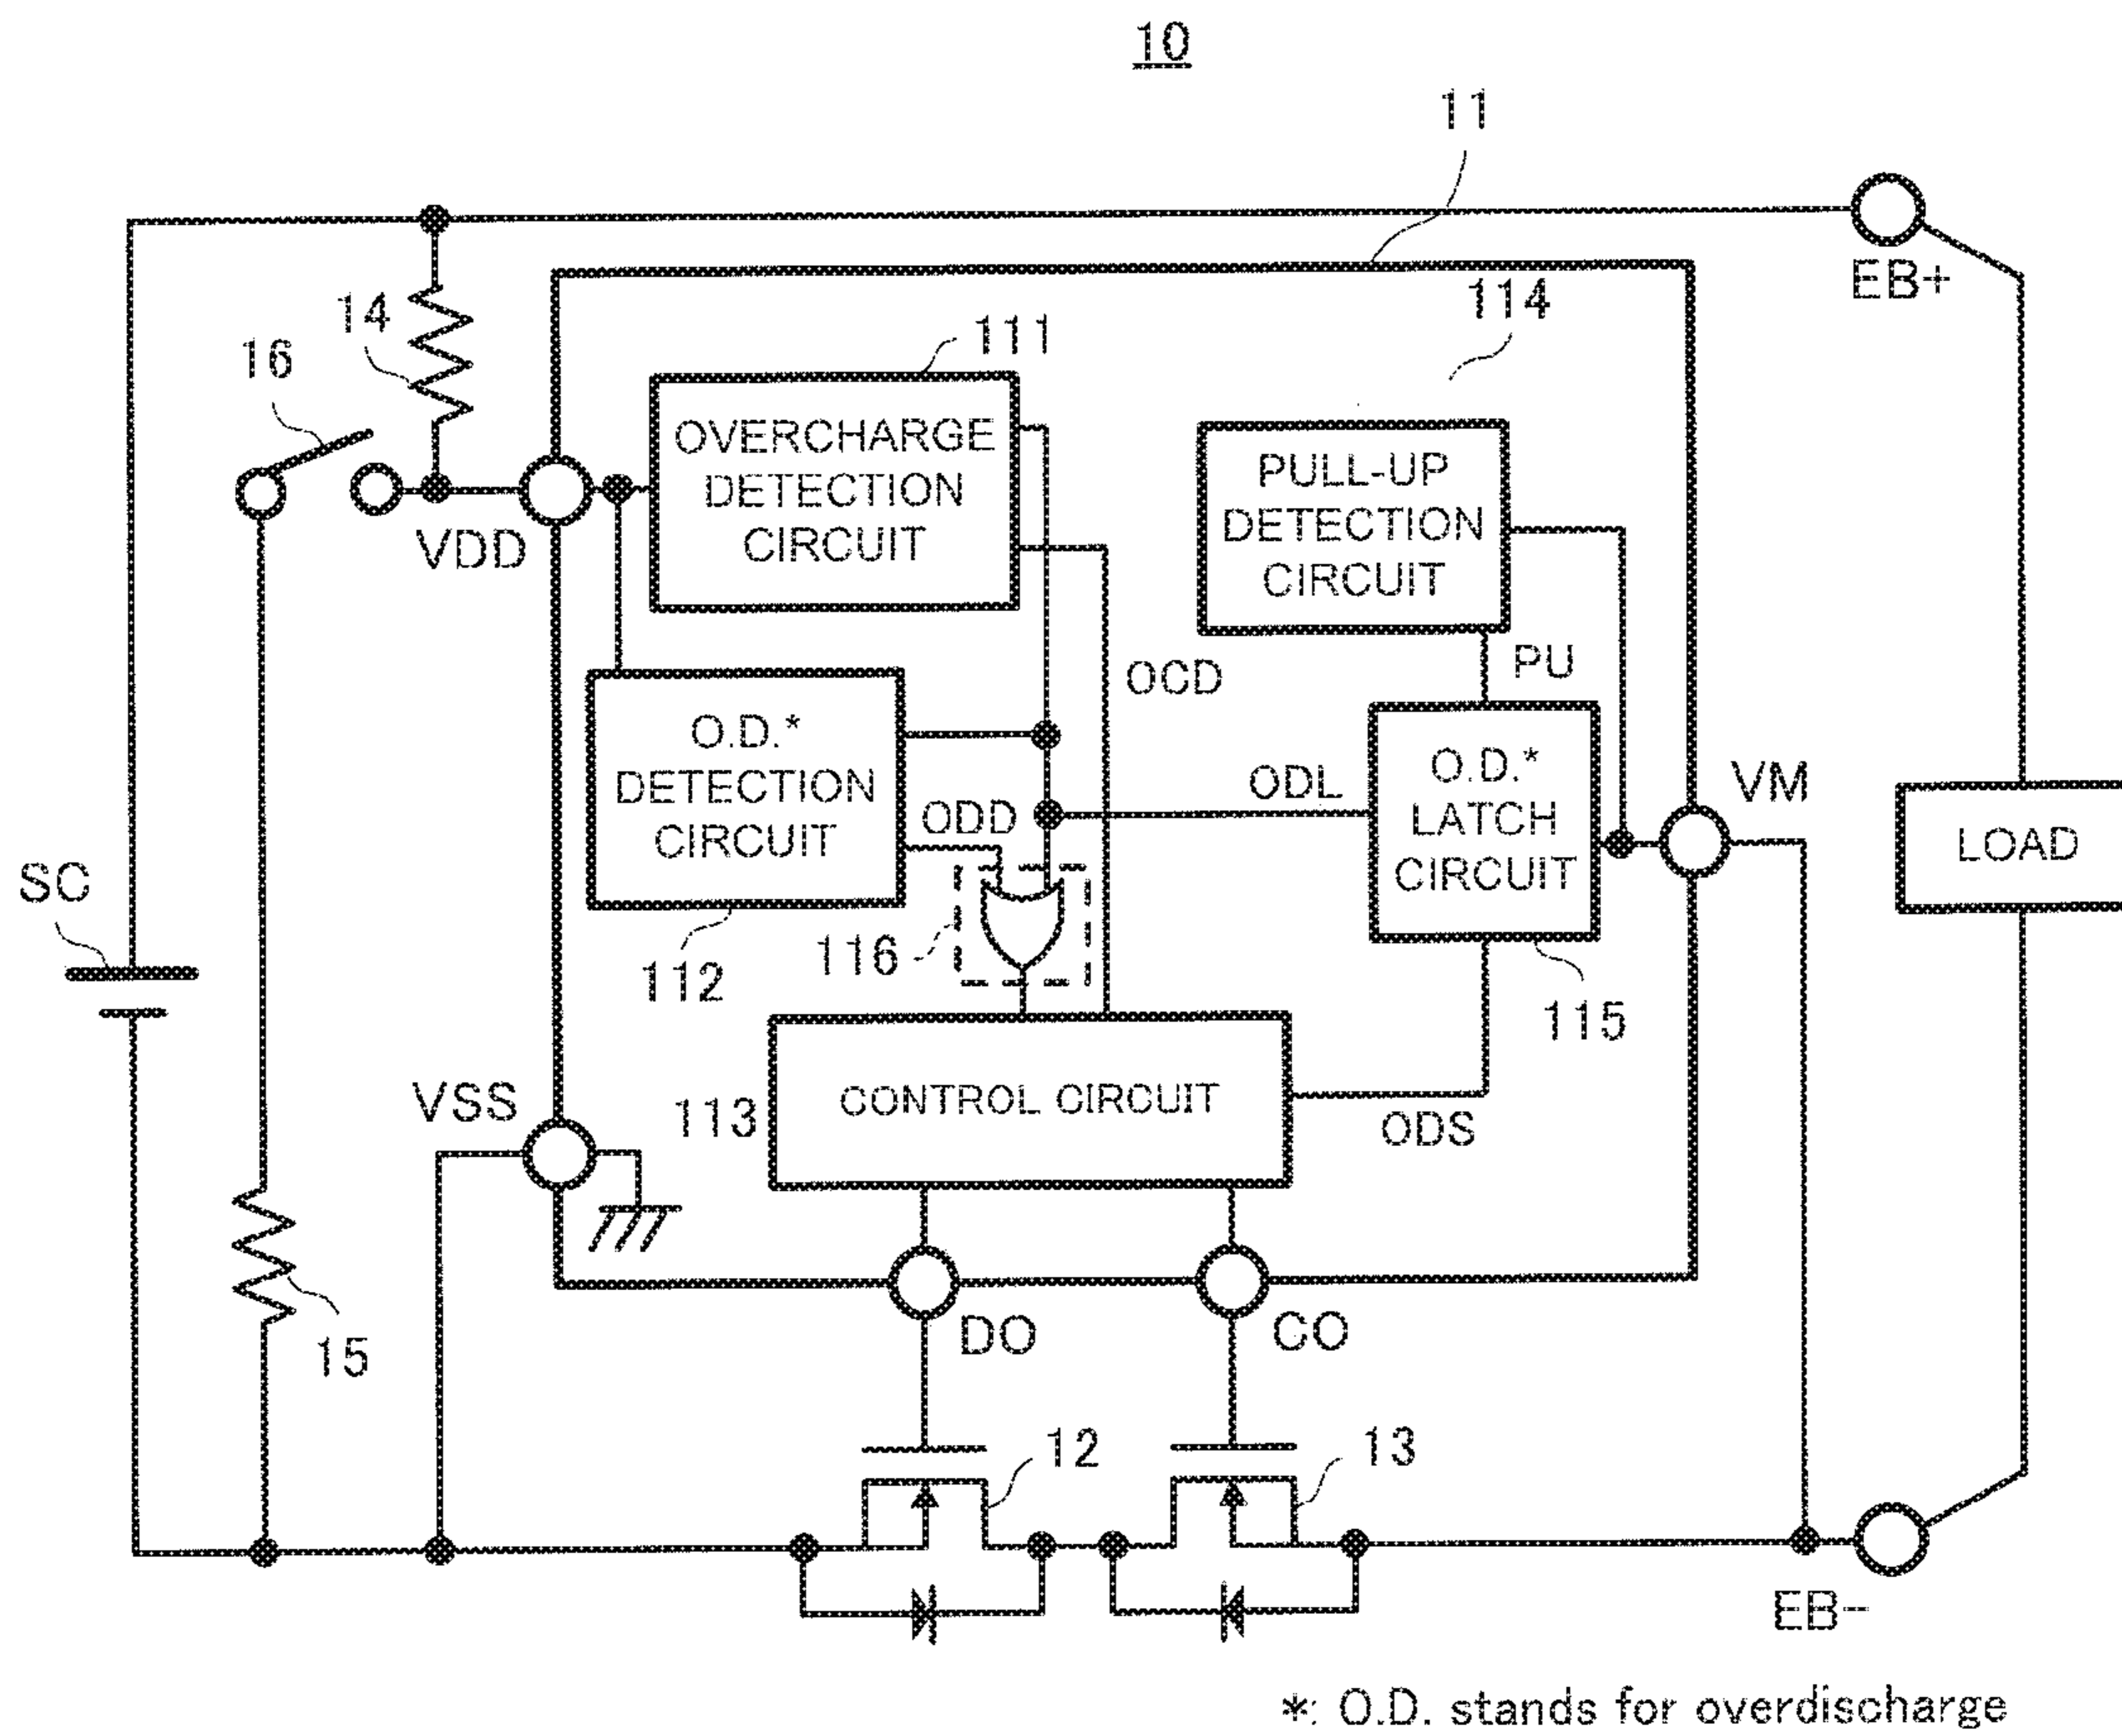 10
11
EB+
14
16
111
114
OVERCHARGE
DETECTION
CIRCUIT
PULL-UP
DETECTION
CIRCUIT
VDD
OCD
PU
O.D.*
DETECTION
CIRCUIT
ODD
ODL
O.D.*
LATCH
CIRCUIT
VM
LOAD
SC
112
116
115
VSS
113
CONTROL CIRCUIT
ODS
DO
CO
15
12
13
EB-
*: O.D. stands for overdischarge